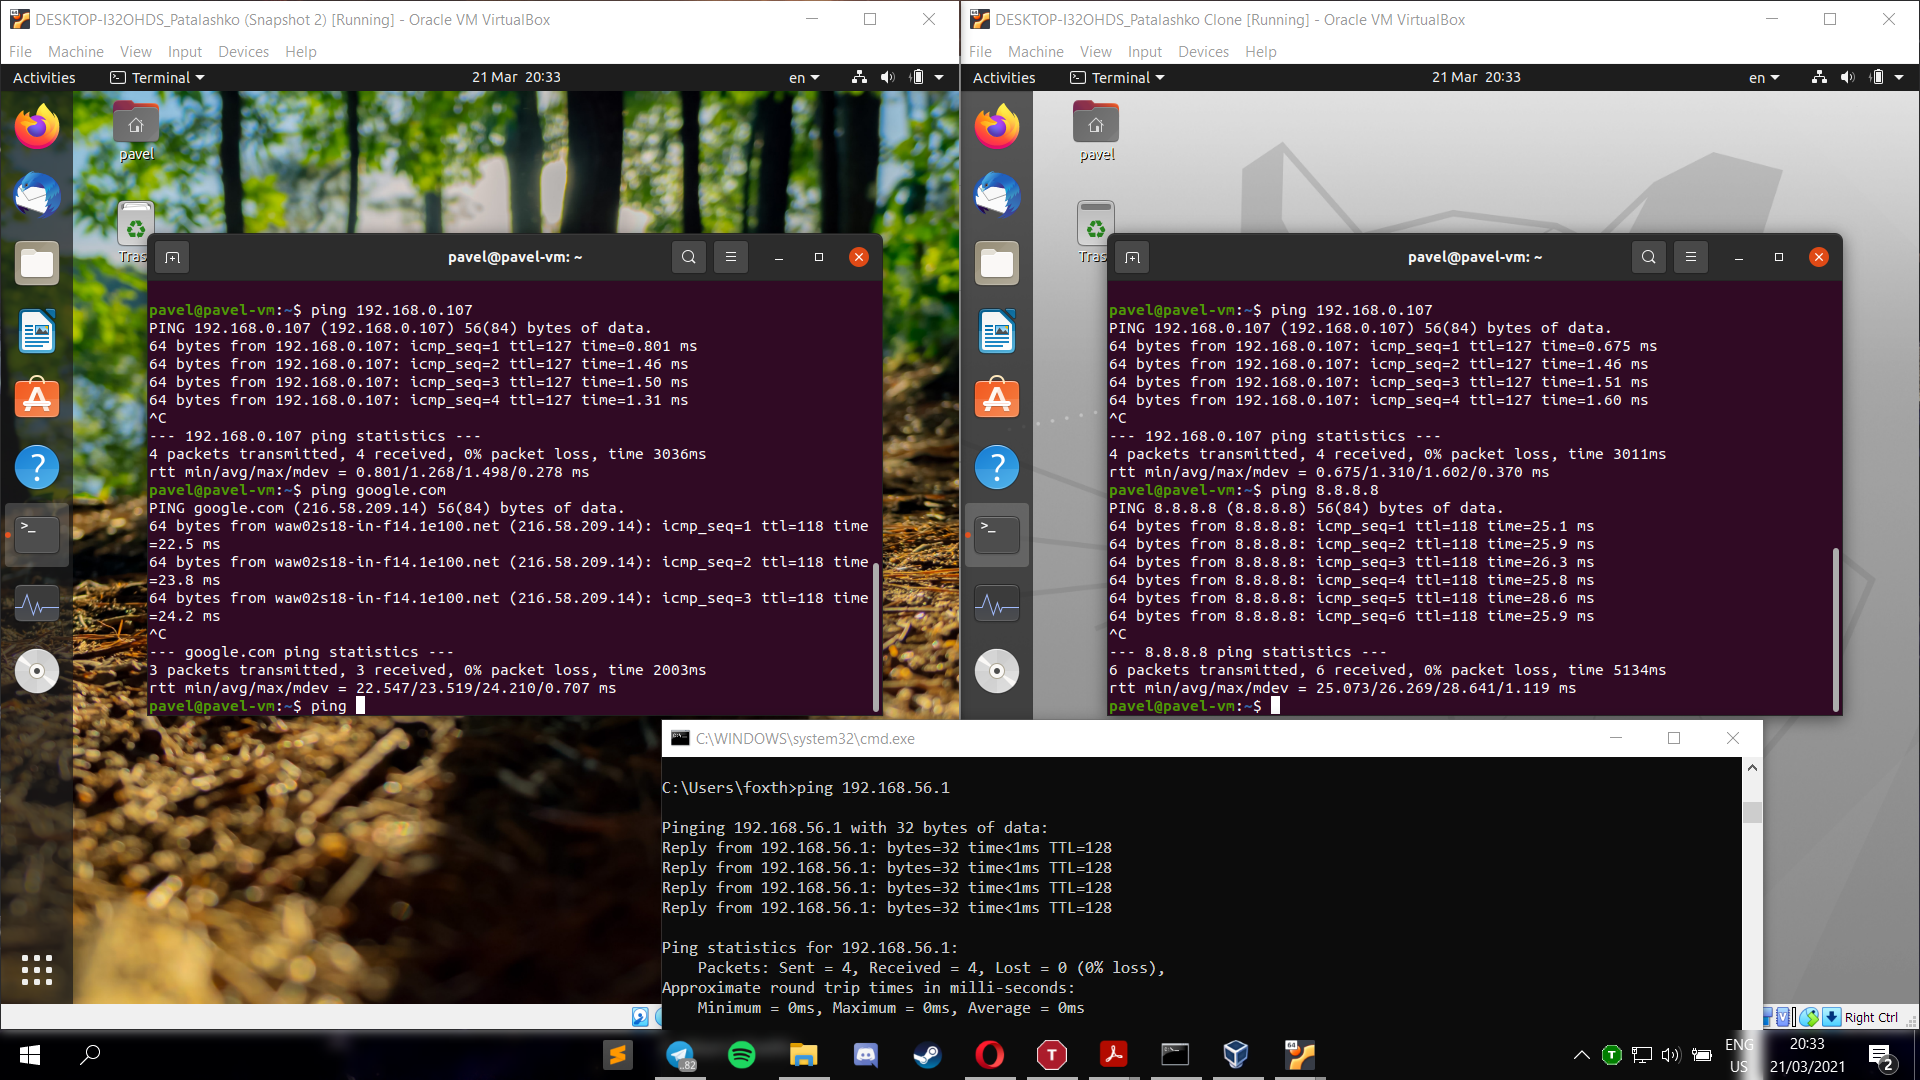 DESKTOP-I32OHDS_Patalashko (Snapshot 2) [Running] - Oracle VM VirtualBox
File Machine View Input Devices Help
Activities Terminal 21 Mar 20:33 en
pavel
Tras
pavel@pavel-vm: ~
pavel@pavel-vm:~$ ping 192.168.0.107
PING 192.168.0.107 (192.168.0.107) 56(84) bytes of data.
64 bytes from 192.168.0.107: icmp_seq=1 ttl=127 time=0.801 ms
64 bytes from 192.168.0.107: icmp_seq=2 ttl=127 time=1.46 ms
64 bytes from 192.168.0.107: icmp_seq=3 ttl=127 time=1.50 ms
64 bytes from 192.168.0.107: icmp_seq=4 ttl=127 time=1.31 ms
^C
--- 192.168.0.107 ping statistics ---
4 packets transmitted, 4 received, 0% packet loss, time 3036ms
rtt min/avg/max/mdev = 0.801/1.268/1.498/0.278 ms
pavel@pavel-vm:~$ ping google.com
PING google.com (216.58.209.14) 56(84) bytes of data.
64 bytes from waw02s18-in-f14.1e100.net (216.58.209.14): icmp_seq=1 ttl=118 time
=22.5 ms
64 bytes from waw02s18-in-f14.1e100.net (216.58.209.14): icmp_seq=2 ttl=118 time
=23.8 ms
64 bytes from waw02s18-in-f14.1e100.net (216.58.209.14): icmp_seq=3 ttl=118 time
=24.2 ms
^C
--- google.com ping statistics ---
3 packets transmitted, 3 received, 0% packet loss, time 2003ms
rtt min/avg/max/mdev = 22.547/23.519/24.210/0.707 ms
pavel@pavel-vm:~$ ping
DESKTOP-I32OHDS_Patalashko Clone [Running] - Oracle VM VirtualBox
File Machine View Input Devices Help
Activities Terminal 21 Mar 20:33 en
pavel
Tras
pavel@pavel-vm: ~
pavel@pavel-vm:~$ ping 192.168.0.107
PING 192.168.0.107 (192.168.0.107) 56(84) bytes of data.
64 bytes from 192.168.0.107: icmp_seq=1 ttl=127 time=0.675 ms
64 bytes from 192.168.0.107: icmp_seq=2 ttl=127 time=1.46 ms
64 bytes from 192.168.0.107: icmp_seq=3 ttl=127 time=1.51 ms
64 bytes from 192.168.0.107: icmp_seq=4 ttl=127 time=1.60 ms
^C
--- 192.168.0.107 ping statistics ---
4 packets transmitted, 4 received, 0% packet loss, time 3011ms
rtt min/avg/max/mdev = 0.675/1.310/1.602/0.370 ms
pavel@pavel-vm:~$ ping 8.8.8.8
PING 8.8.8.8 (8.8.8.8) 56(84) bytes of data.
64 bytes from 8.8.8.8: icmp_seq=1 ttl=118 time=25.1 ms
64 bytes from 8.8.8.8: icmp_seq=2 ttl=118 time=25.9 ms
64 bytes from 8.8.8.8: icmp_seq=3 ttl=118 time=26.3 ms
64 bytes from 8.8.8.8: icmp_seq=4 ttl=118 time=25.8 ms
64 bytes from 8.8.8.8: icmp_seq=5 ttl=118 time=28.6 ms
64 bytes from 8.8.8.8: icmp_seq=6 ttl=118 time=25.9 ms
^C
--- 8.8.8.8 ping statistics ---
6 packets transmitted, 6 received, 0% packet loss, time 5134ms
rtt min/avg/max/mdev = 25.073/26.269/28.641/1.119 ms
pavel@pavel-vm:~$
C:\WINDOWS\system32\cmd.exe
C:\Users\foxth>ping 192.168.56.1
Pinging 192.168.56.1 with 32 bytes of data:
Reply from 192.168.56.1: bytes=32 time<1ms TTL=128
Reply from 192.168.56.1: bytes=32 time<1ms TTL=128
Reply from 192.168.56.1: bytes=32 time<1ms TTL=128
Reply from 192.168.56.1: bytes=32 time<1ms TTL=128
Ping statistics for 192.168.56.1:
Packets: Sent = 4, Received = 4, Lost = 0 (0% loss),
Approximate round trip times in milli-seconds:
Minimum = 0ms, Maximum = 0ms, Average = 0ms
Right Ctrl
..82
ENG
US
20:33
21/03/2021
2